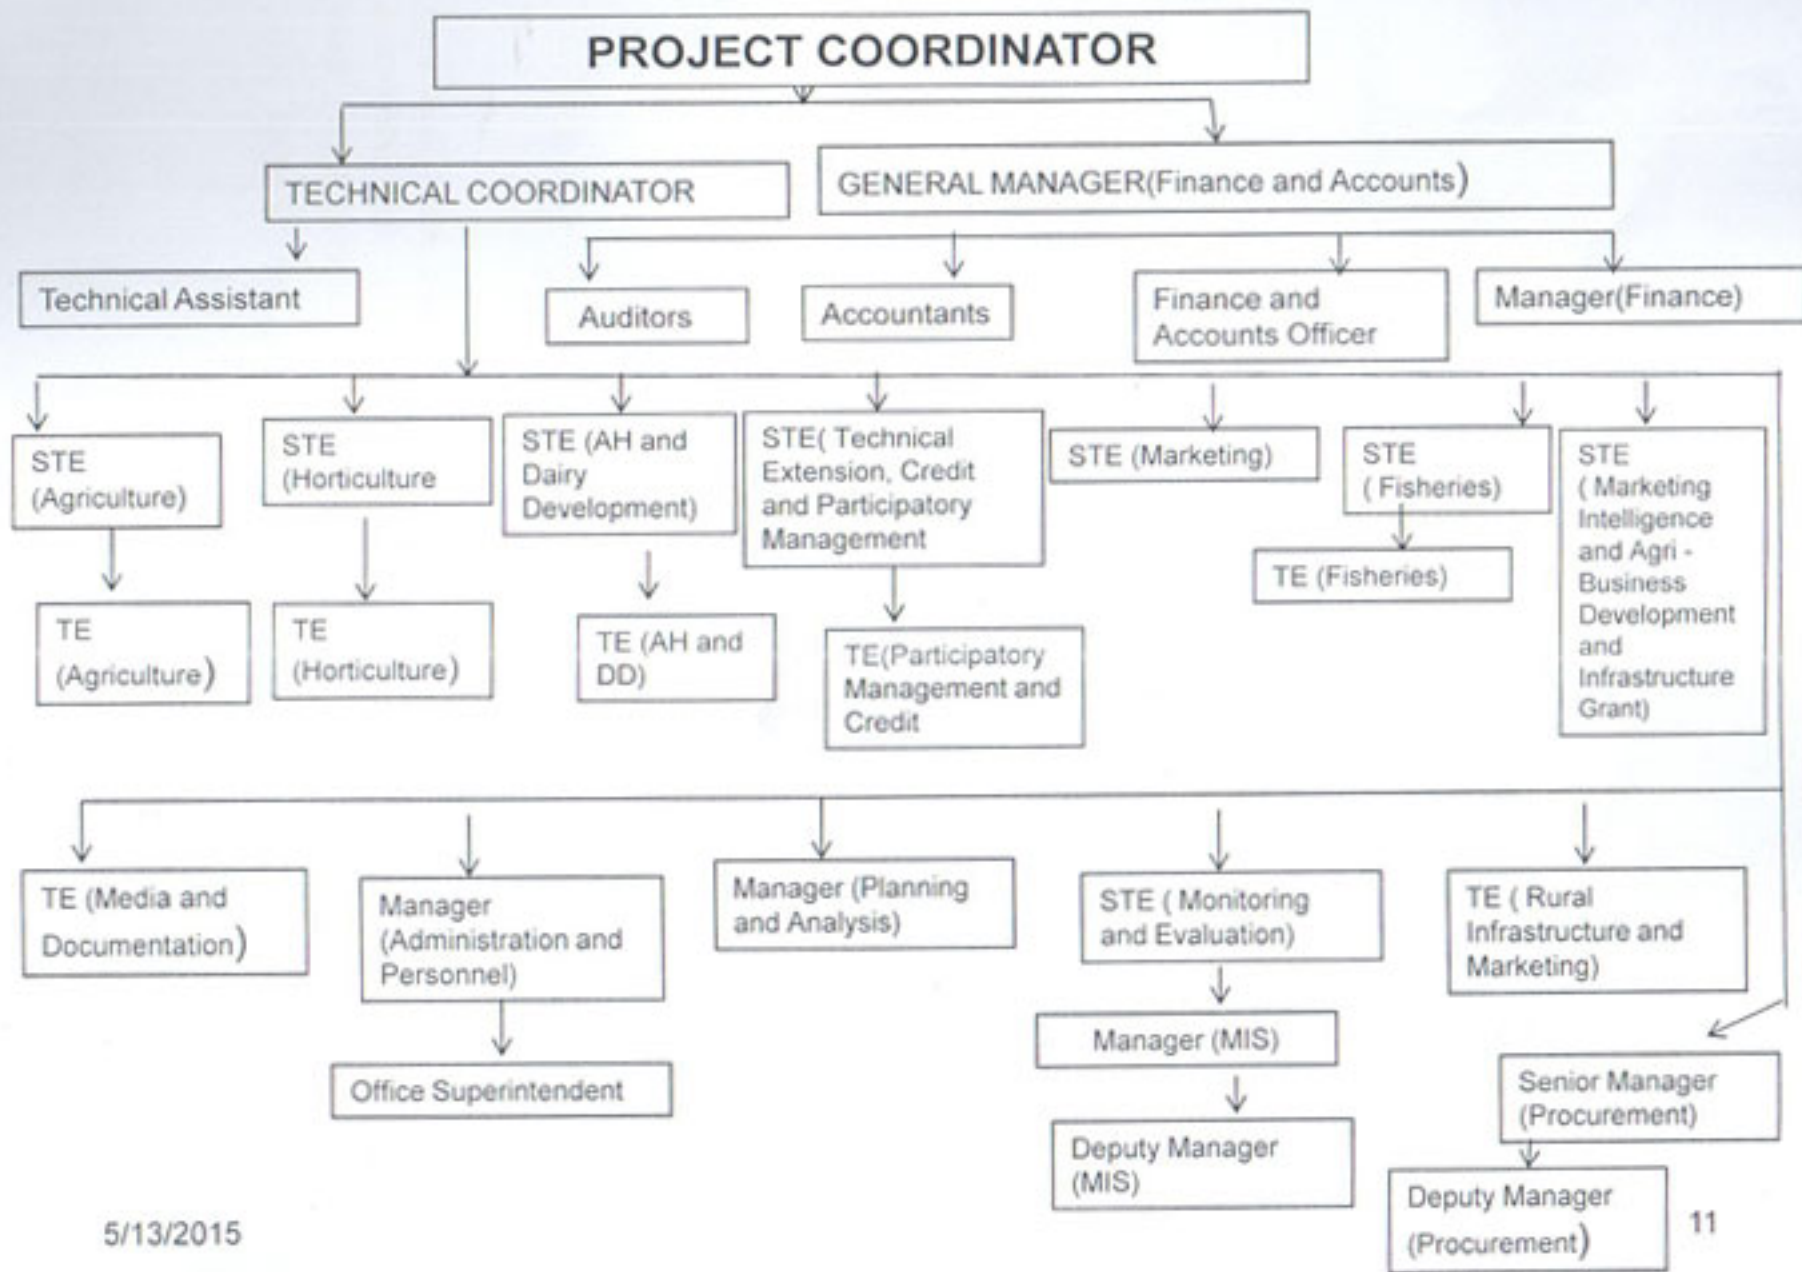 PROJECT COORDINATOR
TECHNICAL COORDINATOR
GENERAL MANAGER(Finance and Accounts)
Technical Assistant
Auditors
Accountants
Finance and
Accounts Officer
Manager(Finance)
STE
(Agriculture)
STE
(Horticulture
STE (AH and
Dairy
Development)
STE( Technical
Extension, Credit
and Participatory
Management
STE (Marketing)
STE
( Fisheries)
STE
( Marketing
Intelligence
and Agri -
Business
Development
and
Infrastructure
Grant)
TE
(Agriculture)
TE
(Horticulture)
TE (AH and
DD)
TE(Participatory
Management and
Credit
TE (Fisheries)
TE (Media and
Documentation)
Manager
(Administration and
Personnel)
Manager (Planning
and Analysis)
STE ( Monitoring
and Evaluation)
TE ( Rural
Infrastructure and
Marketing)
Office Superintendent
Manager (MIS)
Deputy Manager
(MIS)
Senior Manager
(Procurement)
Deputy Manager
(Procurement)
5/13/2015
11